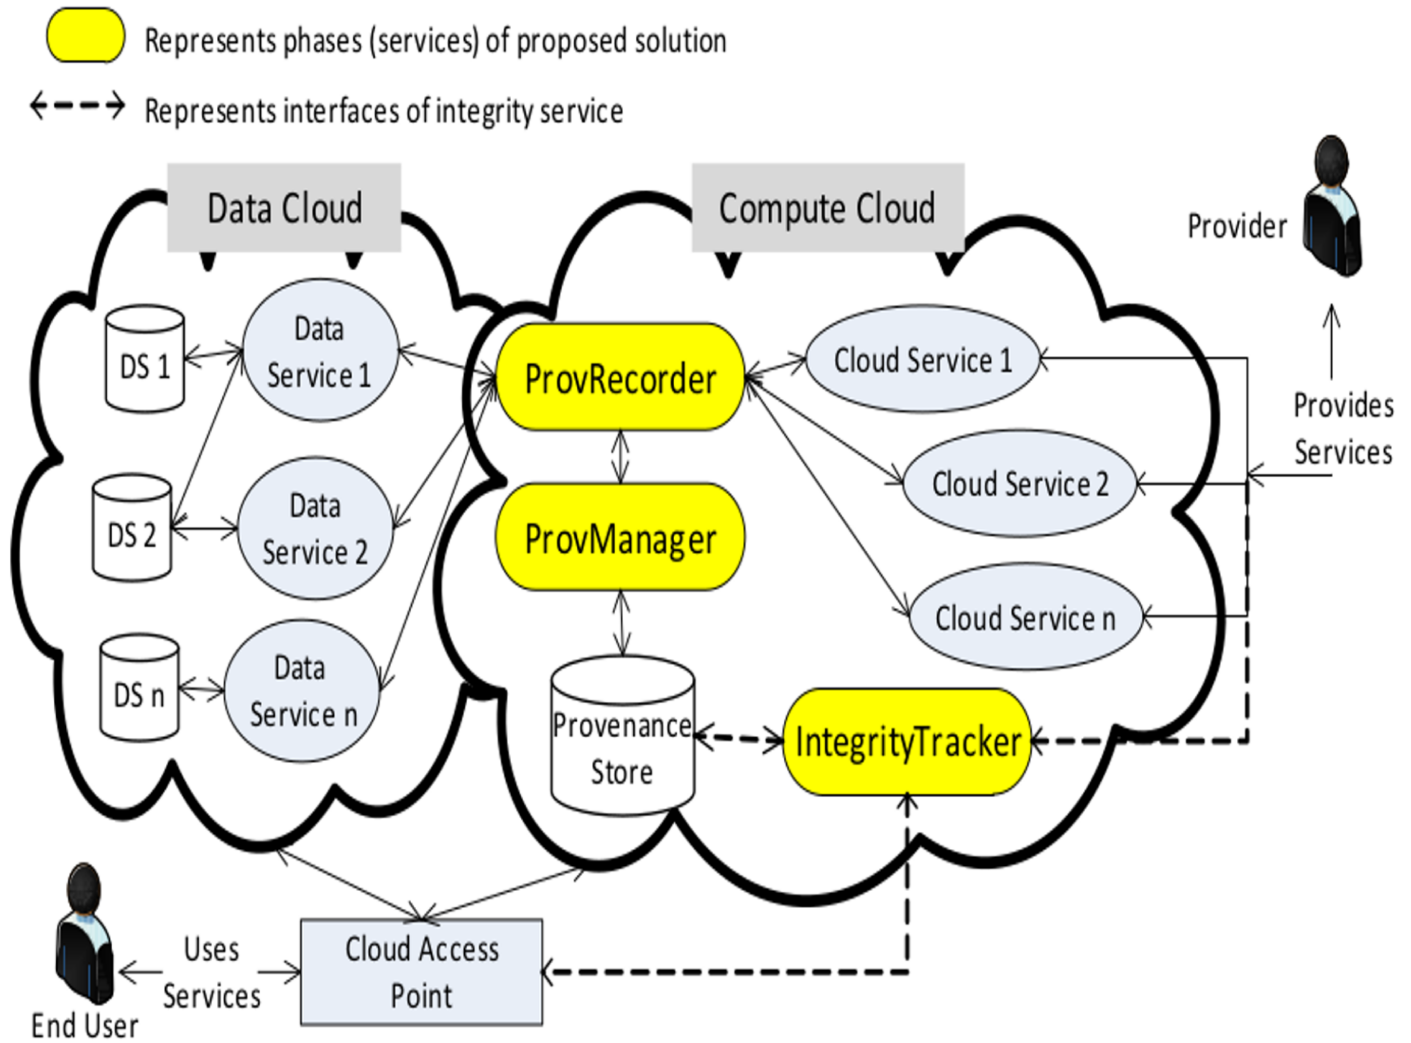 Represents phases (services) of proposed solution
Represents interfaces of integrity service
Data Cloud
Compute Cloud
Provider
DS 1
Data
Service 1
ProvRecorder
Cloud Service 1
Provides
Services
DS 2
Data
Service 2
ProvManager
Cloud Service 2
Cloud Service n
DS n
Data
Service n
Provenance
Store
IntegrityTracker
Uses
Services
Cloud Access
Point
End User